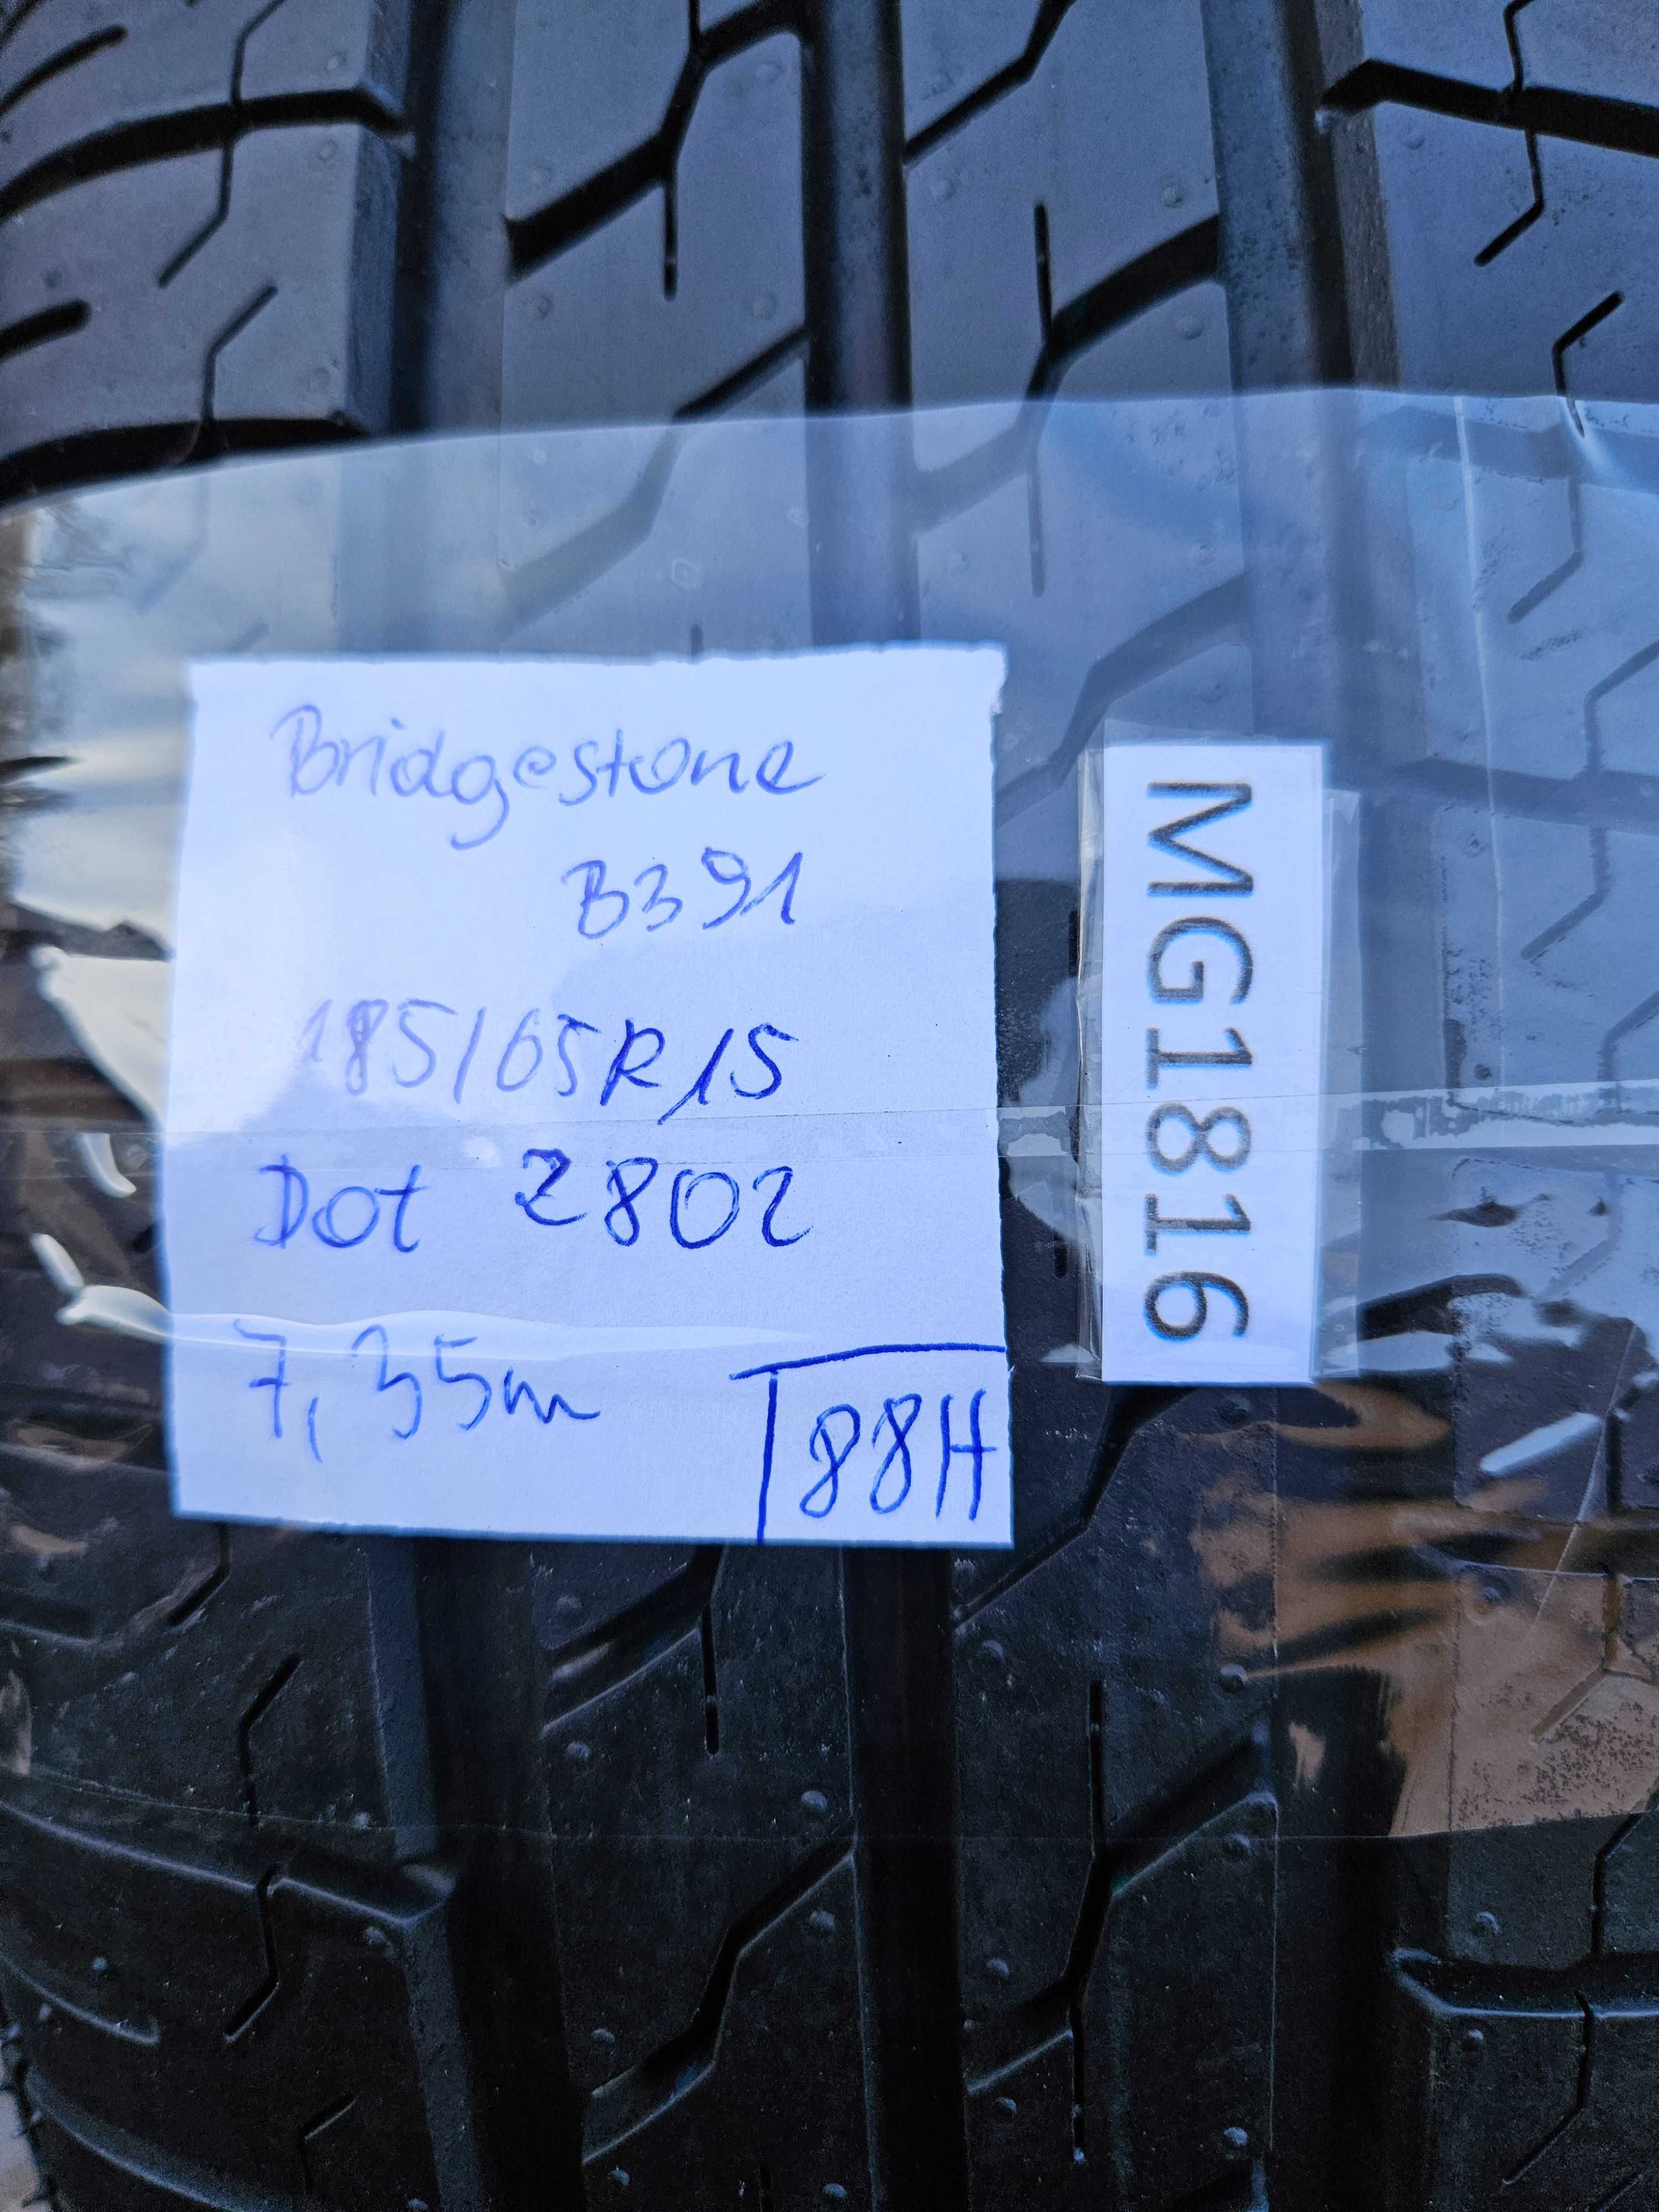 Bridgestone
B391
185/65R15
Dot 2802
7,35m
88H
MG1816